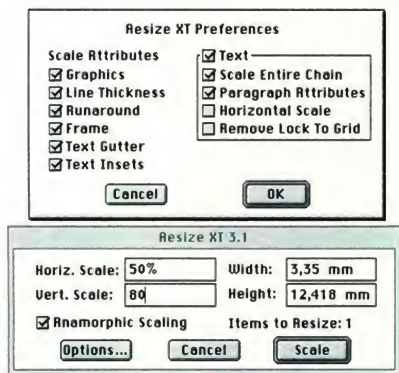 Resize XT Preferences
Scale Attributes
Graphics
Line Thickness
Runaround
Frame
Text Gutter
Text Insets
Text
Scale Entire Chain
Paragraph Attributes
Horizontal Scale
Remove Lock To Grid
Cancel
OK
Resize XT 3.1
Horiz. Scale: 50%
Width: 3,35 mm
Vert. Scale: 80
Height: 12,418 mm
Anamorphic Scaling
Items to Resize: 1
Options...
Cancel
Scale